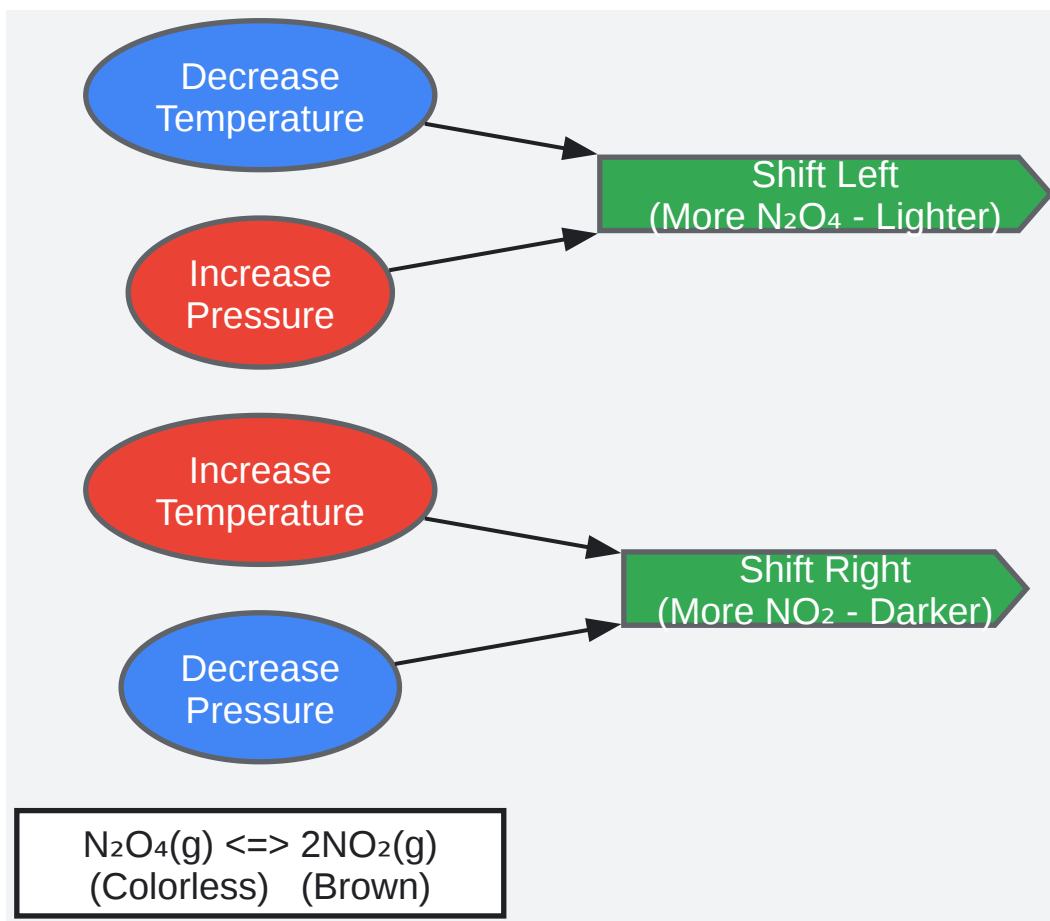 Decrease
Temperature
Shift Left
(More N₂O₄ - Lighter)
Increase
Pressure
Increase
Temperature
Shift Right
(More NO₂ - Darker)
Decrease
Pressure
N₂O₄(g) <=> 2NO₂(g)
(Colorless) (Brown)